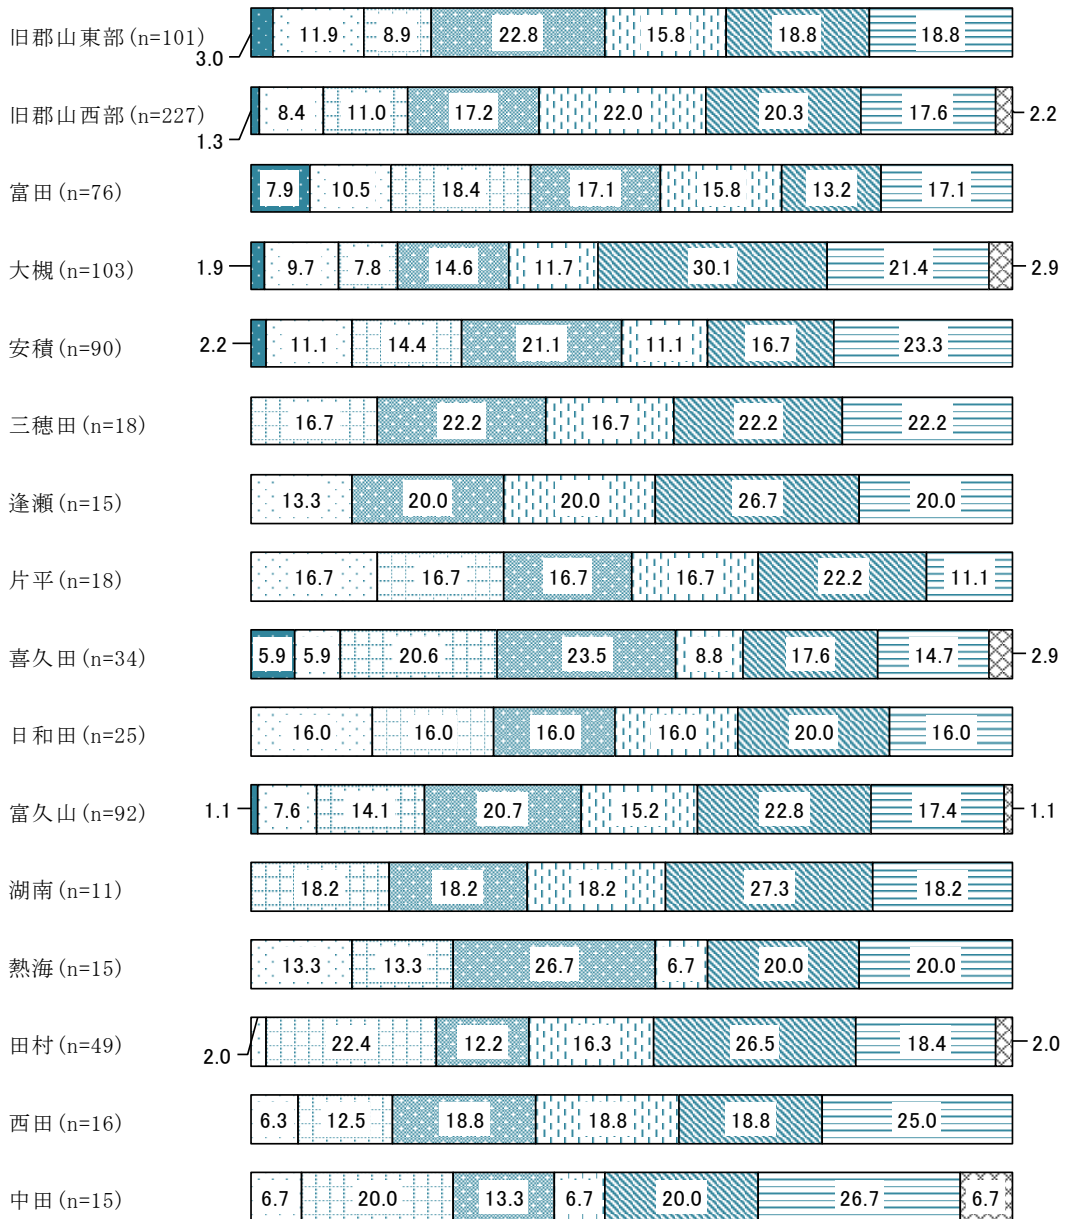 旧郡山東部(n=101) 3.0 11.9 8.9 22.8 15.8 18.8 18.8
旧郡山西部(n=227) 1.3 8.4 11.0 17.2 22.0 20.3 17.6 2.2
富田(n=76) 7.9 10.5 18.4 17.1 15.8 13.2 17.1
大槻(n=103) 1.9 9.7 7.8 14.6 11.7 30.1 21.4 2.9
安積(n=90) 2.2 11.1 14.4 21.1 11.1 16.7 23.3
三穂田(n=18) 16.7 22.2 16.7 22.2 22.2
逢瀬(n=15) 13.3 20.0 20.0 26.7 20.0
片平(n=18) 16.7 16.7 16.7 16.7 22.2 11.1
喜久田(n=34) 5.9 5.9 20.6 23.5 8.8 17.6 14.7 2.9
日和田(n=25) 16.0 16.0 16.0 16.0 20.0 16.0
富久山(n=92) 1.1 7.6 14.1 20.7 15.2 22.8 17.4 1.1
湖南(n=11) 18.2 18.2 18.2 27.3 18.2
熱海(n=15) 13.3 13.3 26.7 6.7 20.0 20.0
田村(n=49) 2.0 22.4 12.2 16.3 26.5 18.4 2.0
西田(n=16) 6.3 12.5 18.8 18.8 18.8 25.0
中田(n=15) 6.7 20.0 13.3 6.7 20.0 26.7 6.7